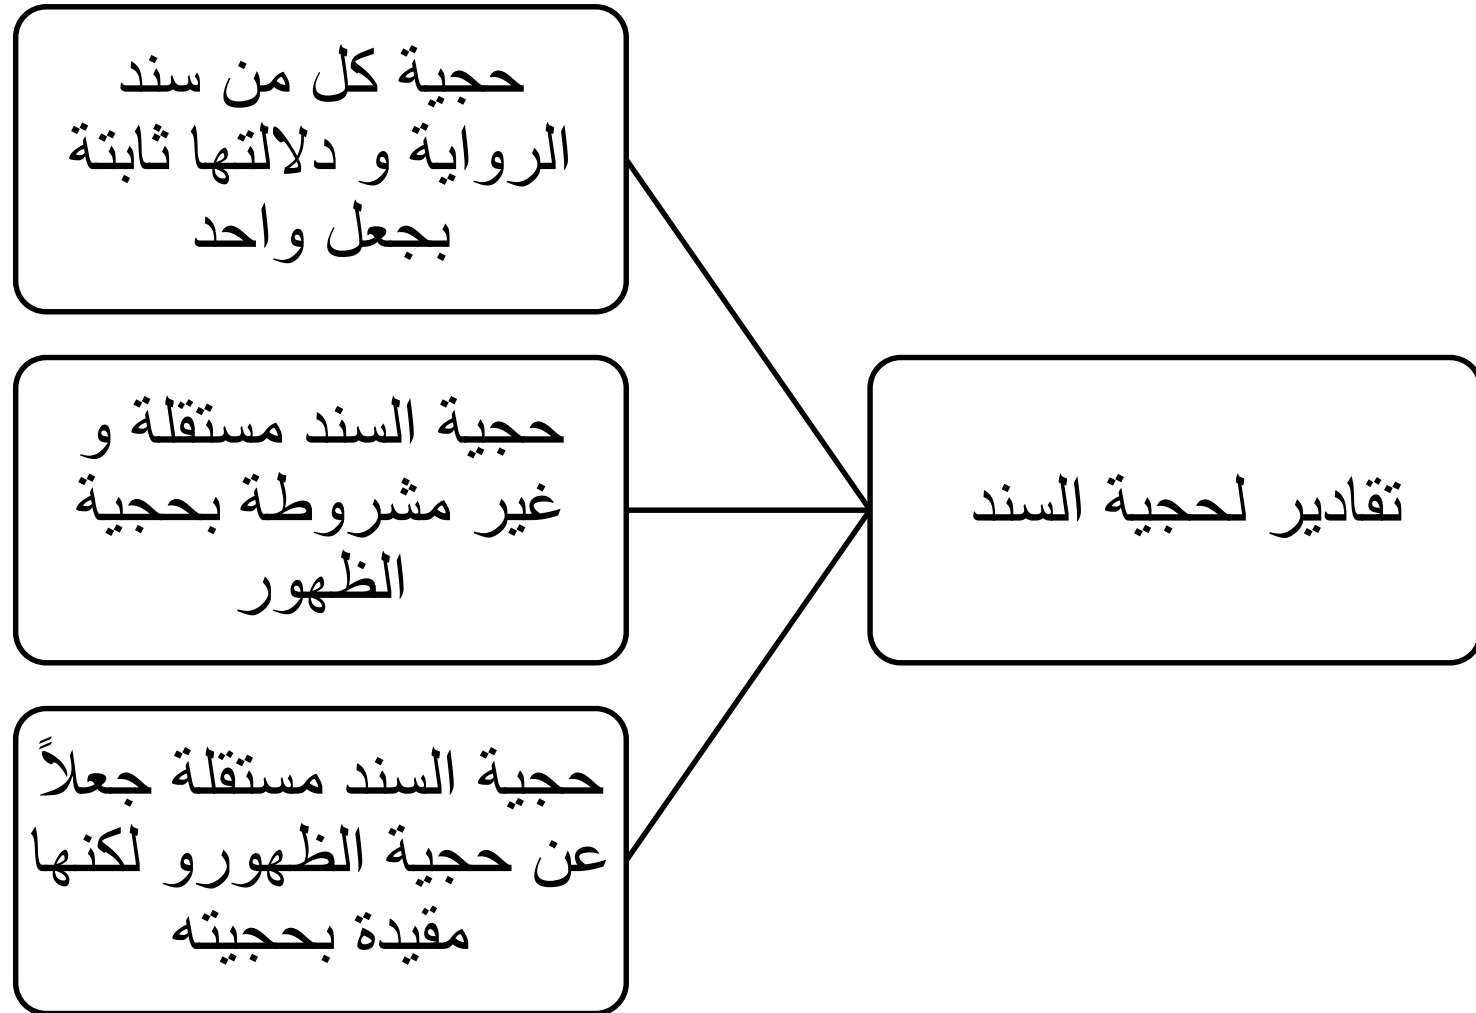 تقادير لحجية السند
حجية كل من سند
الرواية و دلالتها ثابتة
بجعل واحد
حجية السند مستقلة و
غير مشروطة بحجية
الظهور
حجية السند مستقلة جعلاً
عن حجية الظهورو لكنها
مقيدة بحجيته